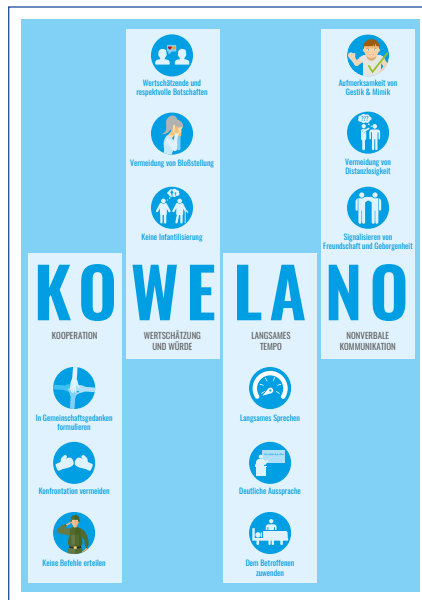 Wertschätzende und
respektvolle Botschaften
Vermeidung von Bloßstellung
Keine Infantilisierung
Aufmerksamkeit von
Gestik & Mimik
Vermeidung von
Distanzlosigkeit
Signalisieren von
Freundschaft und Geborgenheit
KOWELANO
KOOPERATION
WERTSCHÄTZUNG
UND WÜRDE
LANGSAMES
TEMPO
NONVERBALE
KOMMUNIKATION
In Gemeinschaftsgedanken
formulieren
Konfrontation vermeiden
Keine Befehle erteilen
Langsames Sprechen
Deutliche Aussprache
Dem Betroffenen
zuwenden